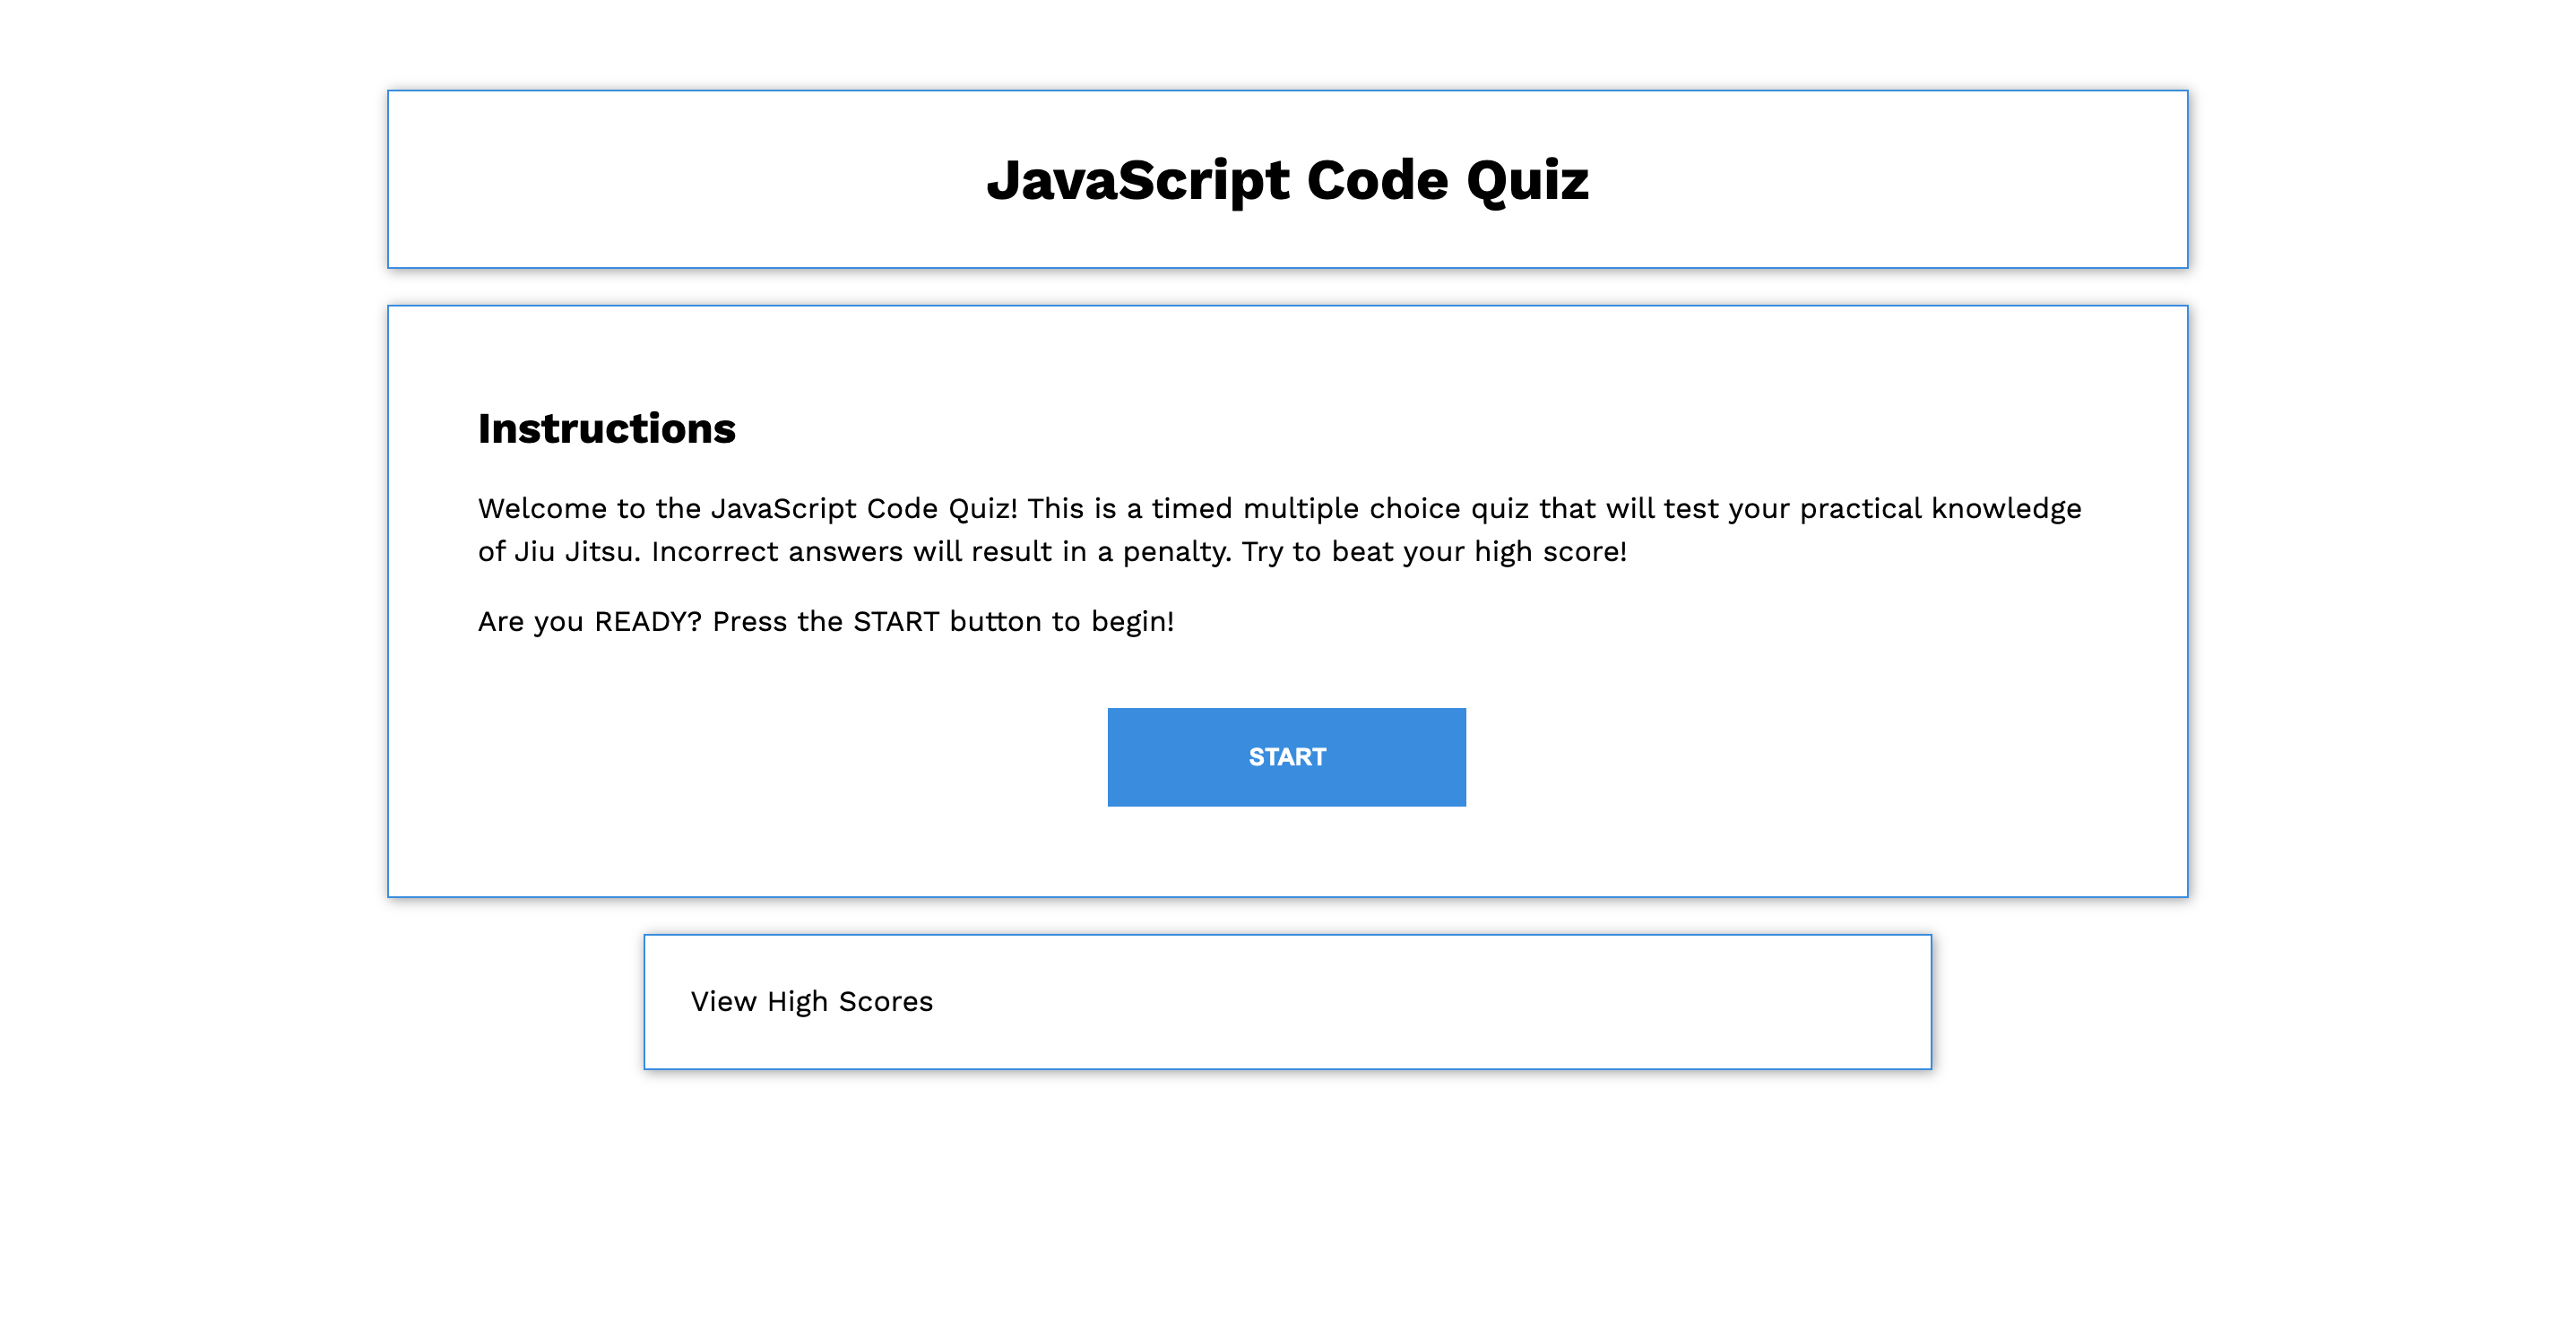 JavaScript Code Quiz
Instructions
Welcome to the JavaScript Code Quiz! This is a timed multiple choice quiz that will test your practical knowledge
of Jiu Jitsu. Incorrect answers will result in a penalty. Try to beat your high score!
Are you READY? Press the START button to begin!
START
View High Scores